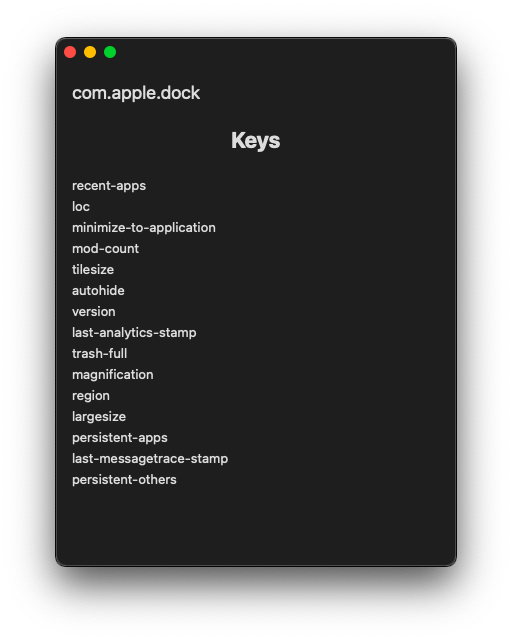 com.apple.dock
Keys
recent-apps
loc
minimize-to-application
mod-count
tilesize
autohide
version
last-analytics-stamp
trash-full
magnification
region
largesize
persistent-apps
last-messagetrace-stamp
persistent-others